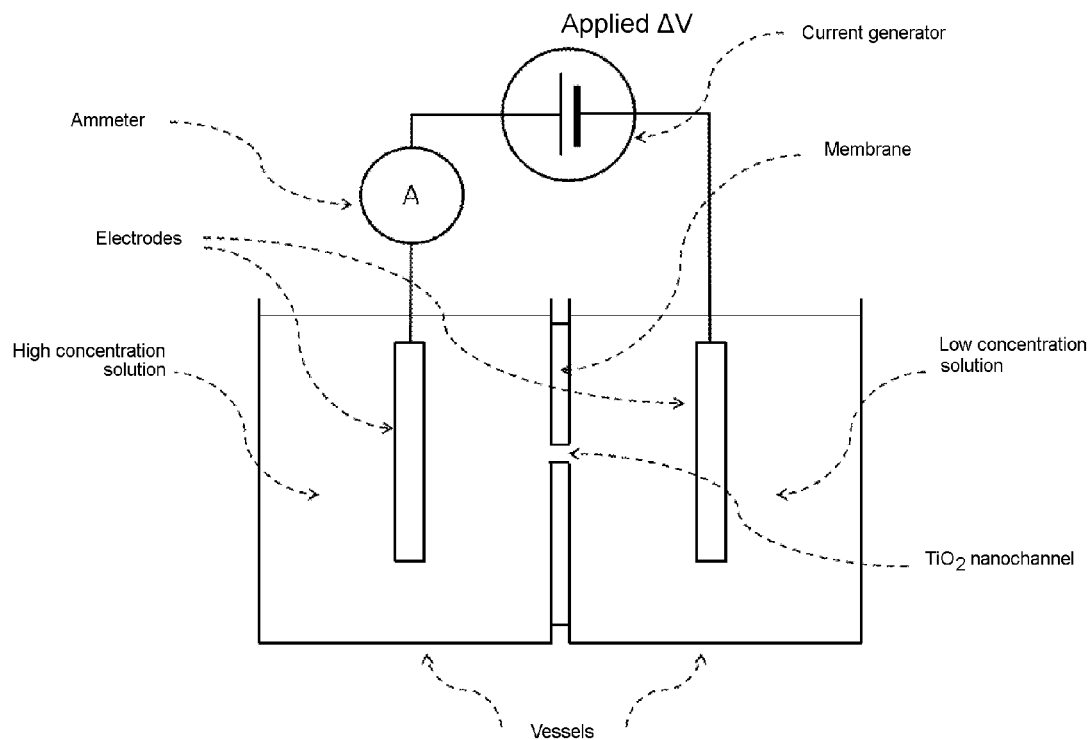 Applied ΔV
Current generator
Ammeter
Membrane
A
Electrodes
High concentration
solution
Low concentration
solution
TiO₂ nanochannel
Vessels